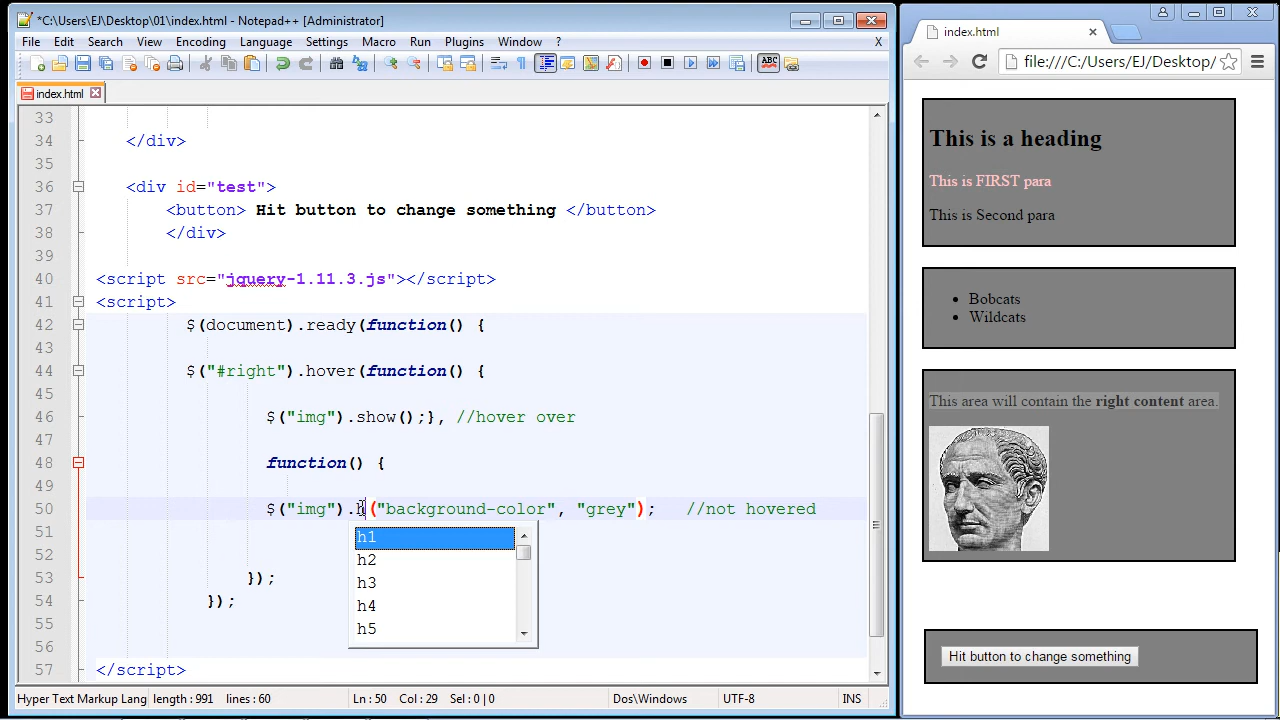 *C:\Users\EJ\Desktop\01\index.html - Notepad++ [Administrator]
File Edit Search View Encoding Language Settings Macro Run Plugins Window ? X
ABC
index.html
33
34 </div>
35
36 <div id="test">
37 <button> Hit button to change something </button>
38 </div>
39
40 <script src="jquery-1.11.3.js"></script>
41 <script>
42 $(document).ready(function() {
43
44 $("#right").hover(function() {
45
46 $("img").show();}, //hover over
47
48 function() {
49
50 $("img").h("background-color", "grey"); //not hovered
51
52
53 });
54 });
55
56
57 </script>
h1
h2
h3
h4
h5
Hyper Text Markup Lang length : 991 lines : 60 Ln : 50 Col : 29 Sel : 0 | 0 Dos\Windows UTF-8 INS
index.html
file:///C:/Users/EJ/Desktop/
This is a heading
This is FIRST para
This is Second para
• Bobcats
• Wildcats
This area will contain the right content area.
Hit button to change something